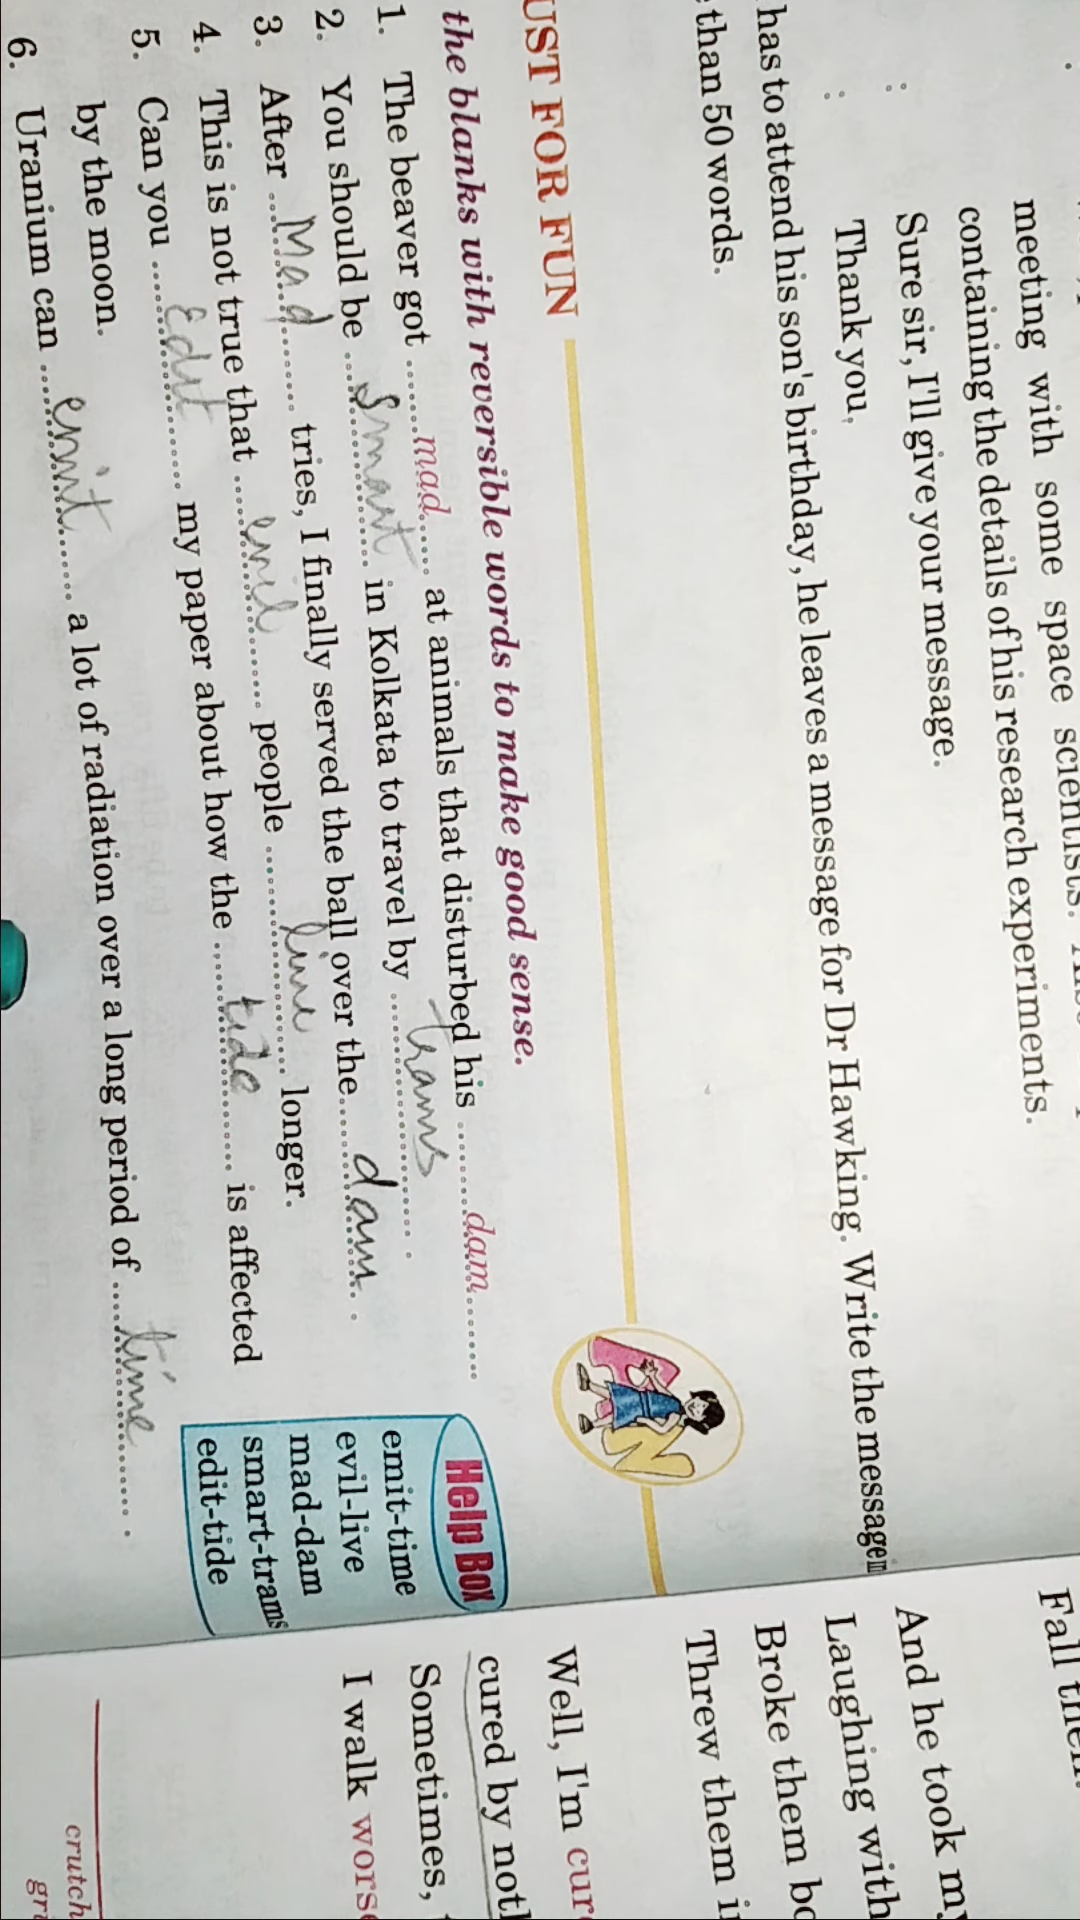 meeting with some space scientists.
containing the details of his research experiments.
Sure sir, I'll give your message.
: Thank you,
has to attend his son's birthday, he leaves a message for Dr Hawking. Write the message in
than 50 words.
UST FOR FUN
the blanks with reversible words to make good sense.
1. The beaver got ........mad..... at animals that disturbed his ........dam........
2. You should be ... Smart ... in Kolkata to travel by ... trams ... .
3. After ... Mad ... tries, I finally served the ball over the ... dam ... .
4. This is not true that ... evil ... people ... live ... longer.
5. Can you ... Edit ... my paper about how the ... tide ... is affected
by the moon.
6. Uranium can ... emit ... a lot of radiation over a long period of ... time ... .
Help Box
emit-time
evil-live
mad-dam
smart-trams
edit-tide
And he took my
Laughing with
Broke them
Threw them
Well, I'm
cured by
Sometimes,
I walk worse